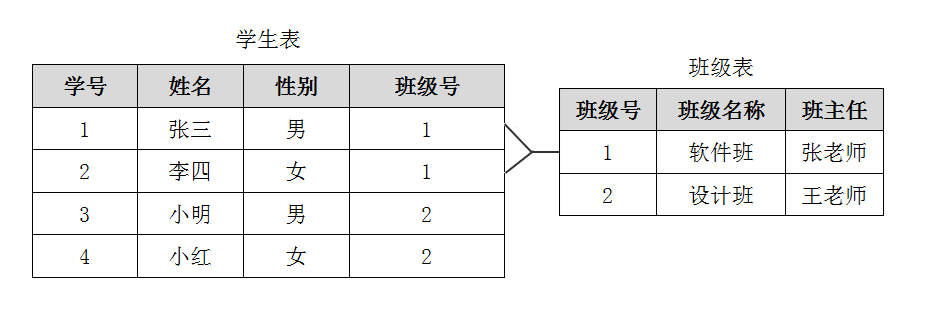 学生表
学号 姓名 性别 班级号
1 张三 男 1
2 李四 女 1
3 小明 男 2
4 小红 女 2
班级表
班级号 班级名称 班主任
1 软件班 张老师
2 设计班 王老师